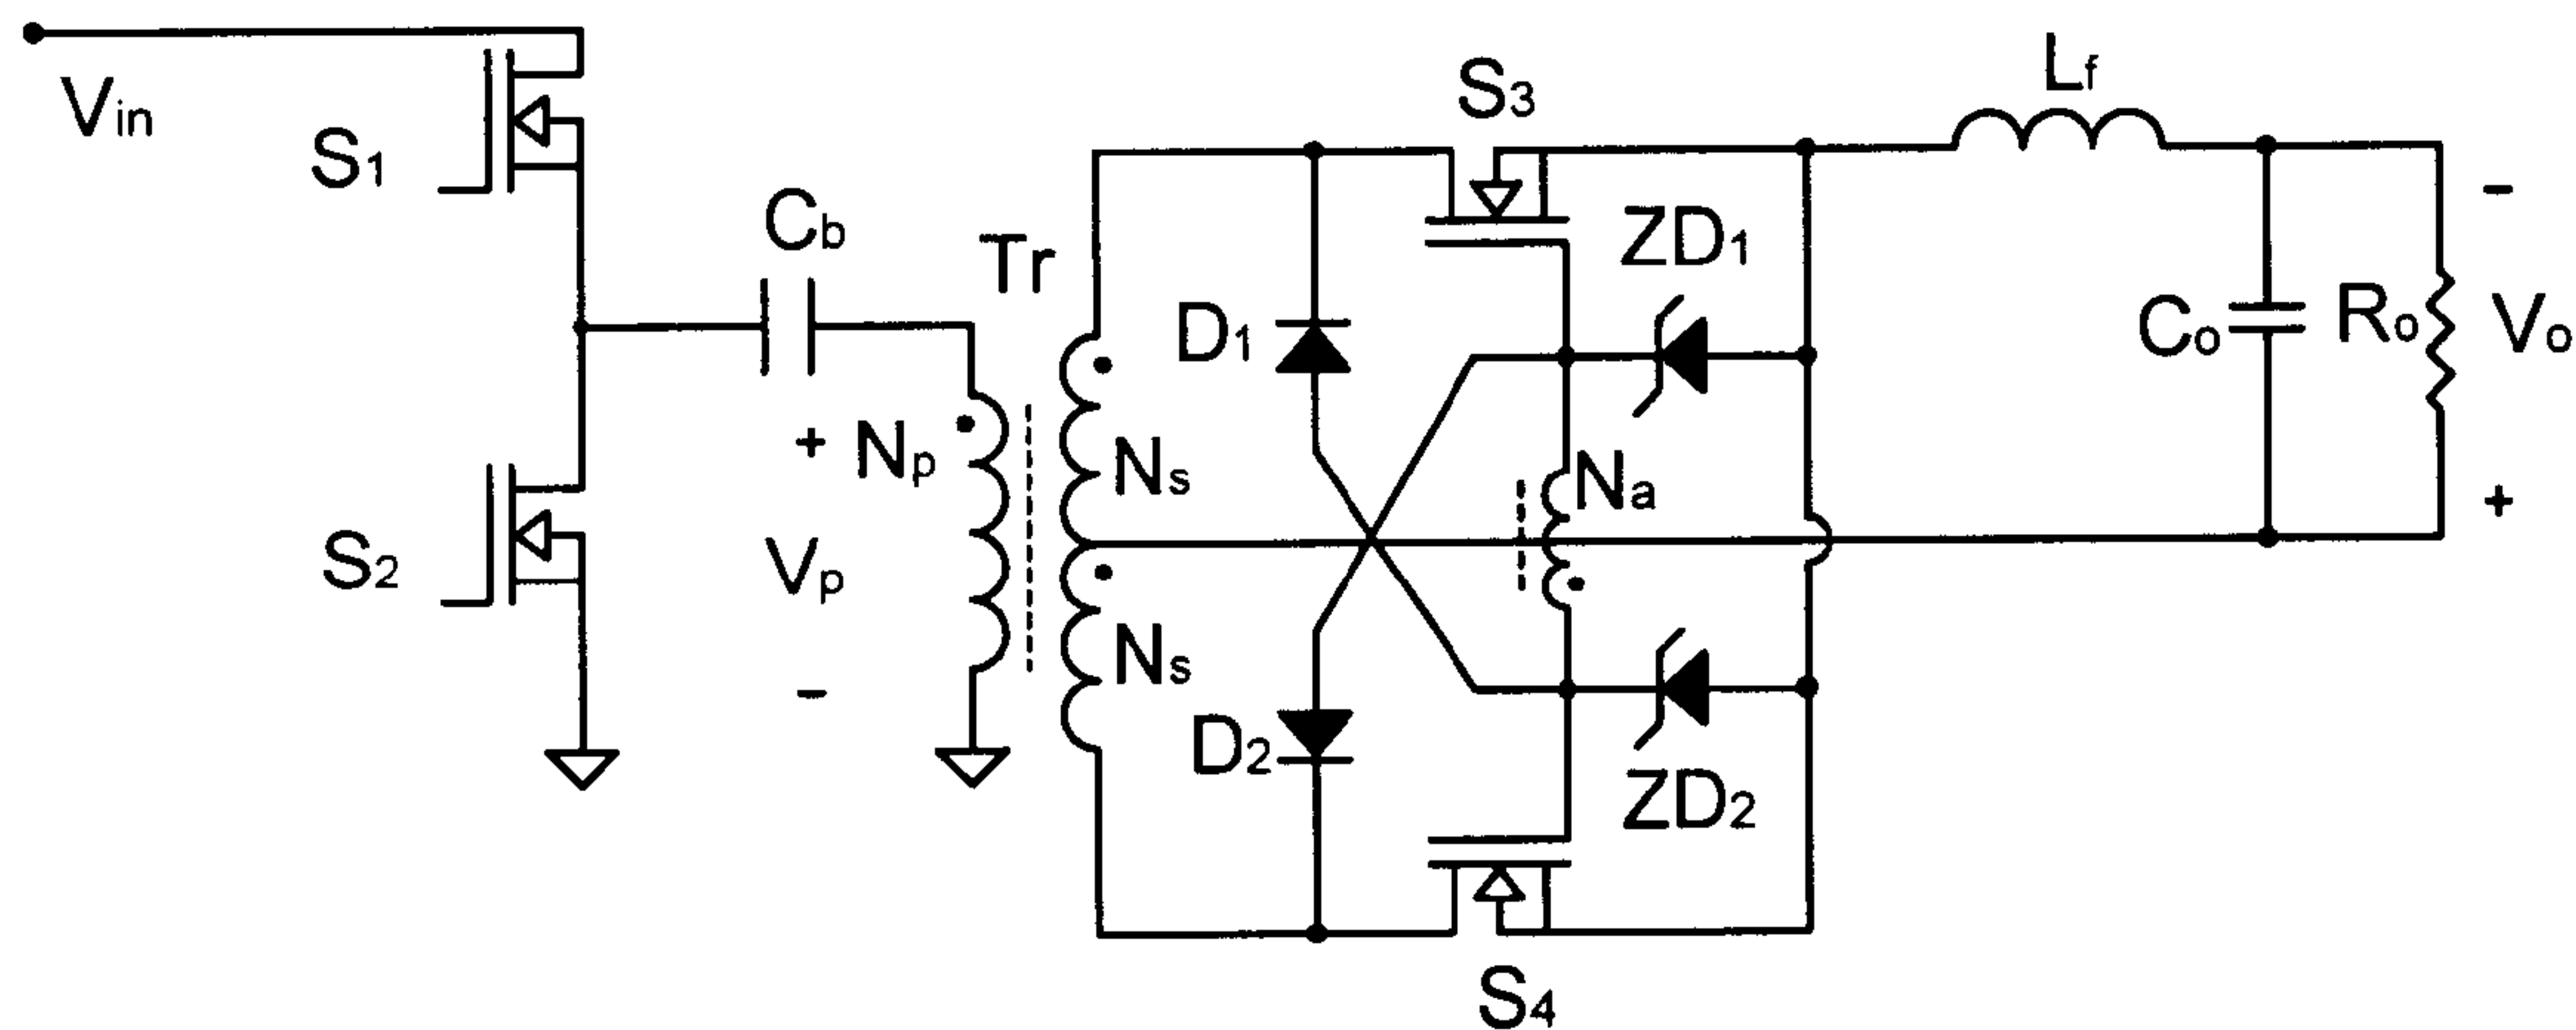 Vin
S1
S2
Cb
+
Vp
-
Np
Tr
Ns
Ns
D1
D2
S3
ZD1
Na
ZD2
S4
Lf
Co
Ro
-
Vo
+